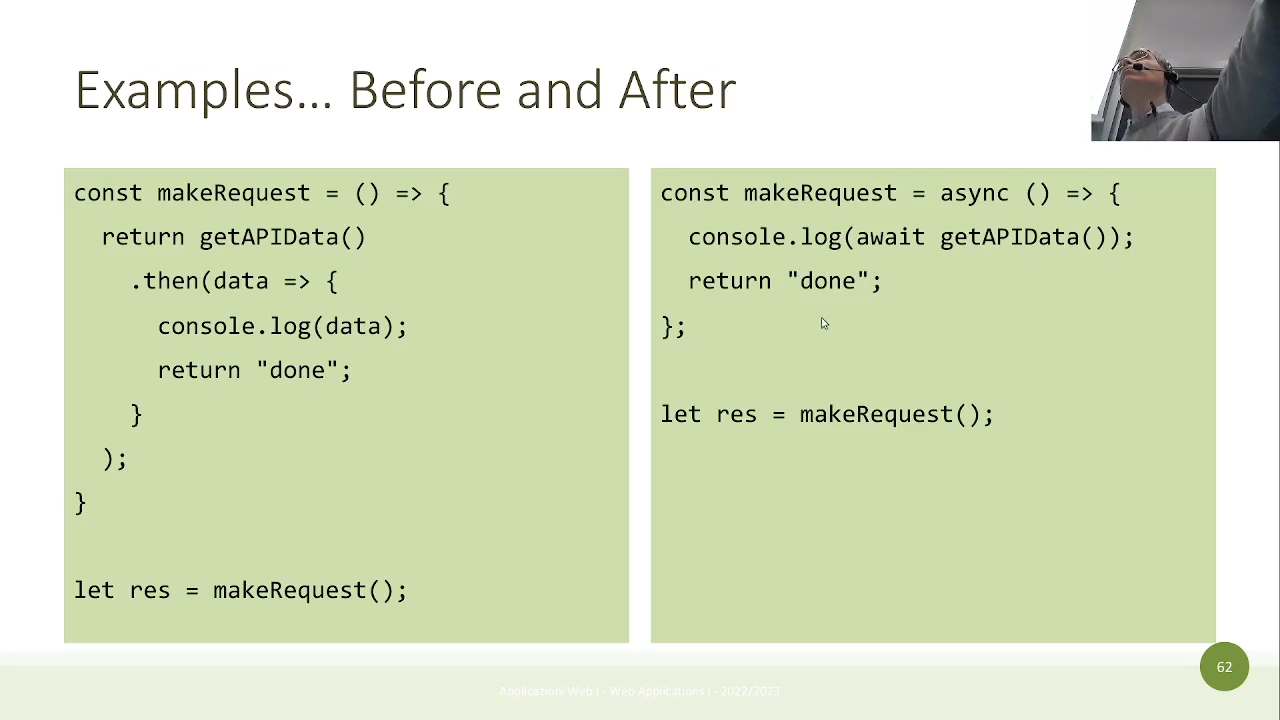 Examples… Before and After
const makeRequest = () => {
return getAPIData()
.then(data => {
console.log(data);
return "done";
}
);
}
let res = makeRequest();
const makeRequest = async () => {
console.log(await getAPIData());
return "done";
};
let res = makeRequest();
62
Applicazioni Web I - Web Applications I - 2022/2023